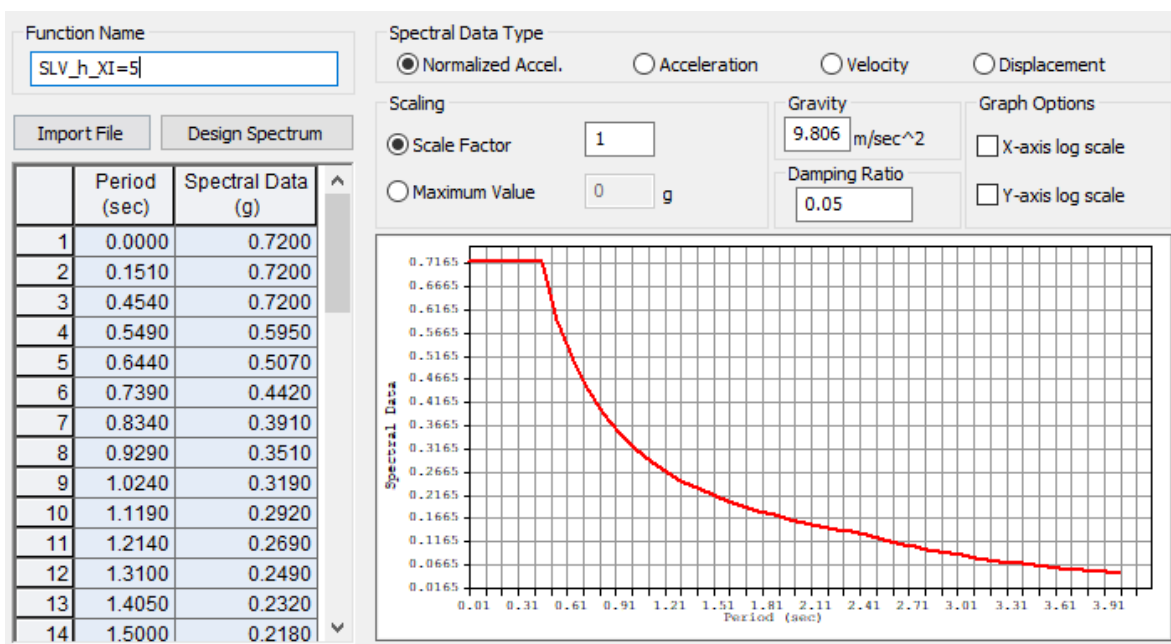 Function Name
SLV_h_XI=5
Import File Design Spectrum
Period (sec) Spectral Data (g)
1 0.0000 0.7200
2 0.1510 0.7200
3 0.4540 0.7200
4 0.5490 0.5950
5 0.6440 0.5070
6 0.7390 0.4420
7 0.8340 0.3910
8 0.9290 0.3510
9 1.0240 0.3190
10 1.1190 0.2920
11 1.2140 0.2690
12 1.3100 0.2490
13 1.4050 0.2320
14 1.5000 0.2180
Spectral Data Type
Normalized Accel. Acceleration Velocity Displacement
Scaling
Scale Factor 1
Maximum Value 0 g
Gravity
9.806 m/sec^2
Damping Ratio
0.05
Graph Options
X-axis log scale
Y-axis log scale
0.7165
0.6665
0.6165
0.5665
0.5165
0.4665
0.4165
0.3665
0.3165
0.2665
0.2165
0.1665
0.1165
0.0665
0.0165
Spectral Data
0.01 0.31 0.61 0.91 1.21 1.51 1.81 2.11 2.41 2.71 3.01 3.31 3.61 3.91
Period (sec)